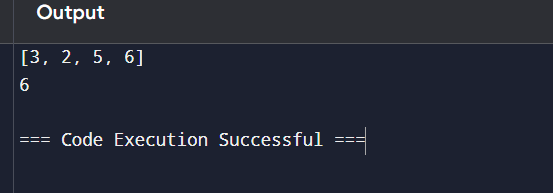 Output
[3, 2, 5, 6]
6
=== Code Execution Successful ===